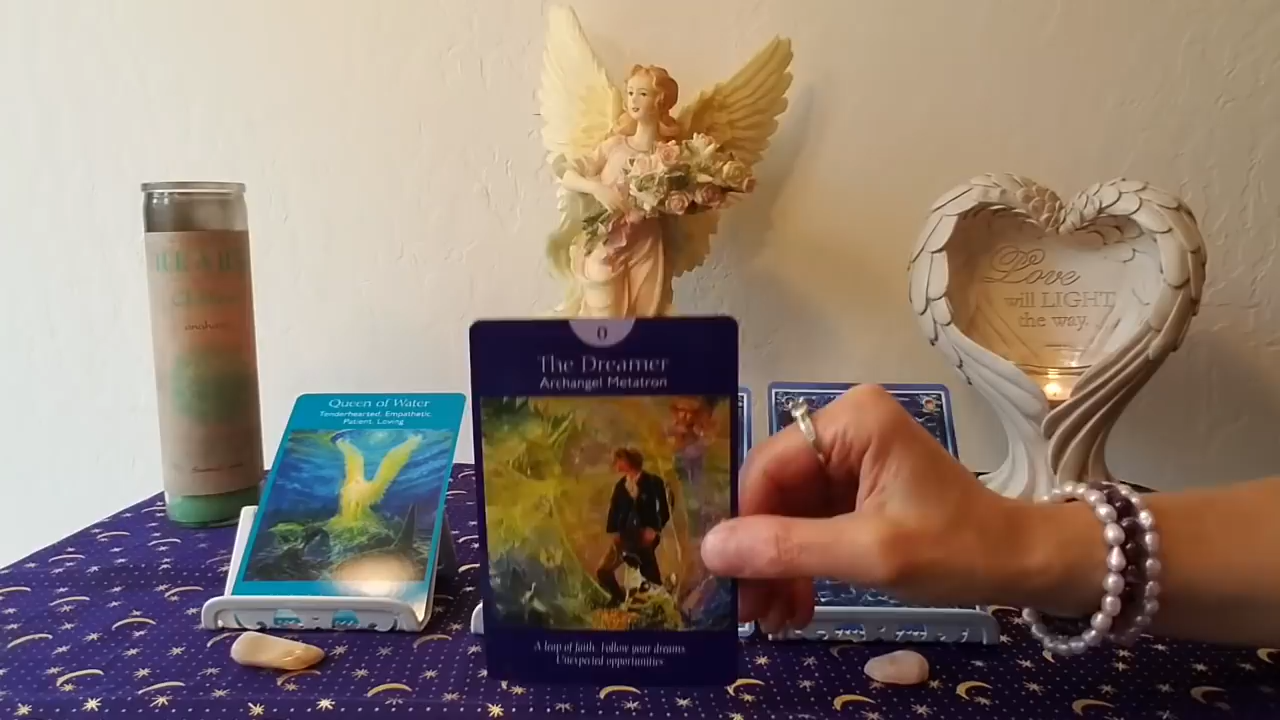 Love
will LIGHT
the way.
0
The Dreamer
Archangel Metatron
A leap of faith. Follow your dreams
Unexpected opportunities
Queen of Water
Tenderhearted, Empathetic,
Patient, Loving